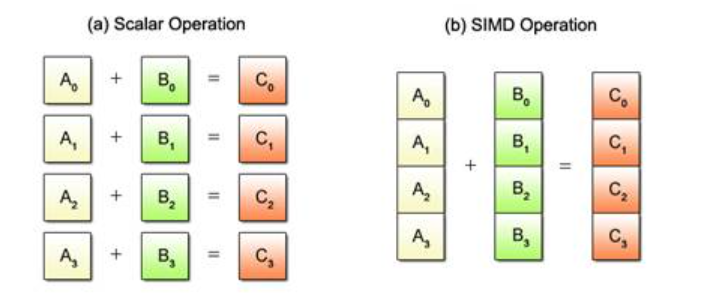 (a) Scalar Operation
A₀ + B₀ = C₀
A₁ + B₁ = C₁
A₂ + B₂ = C₂
A₃ + B₃ = C₃
(b) SIMD Operation
A₀ B₀ C₀
A₁ B₁ C₁
+ =
A₂ B₂ C₂
A₃ B₃ C₃